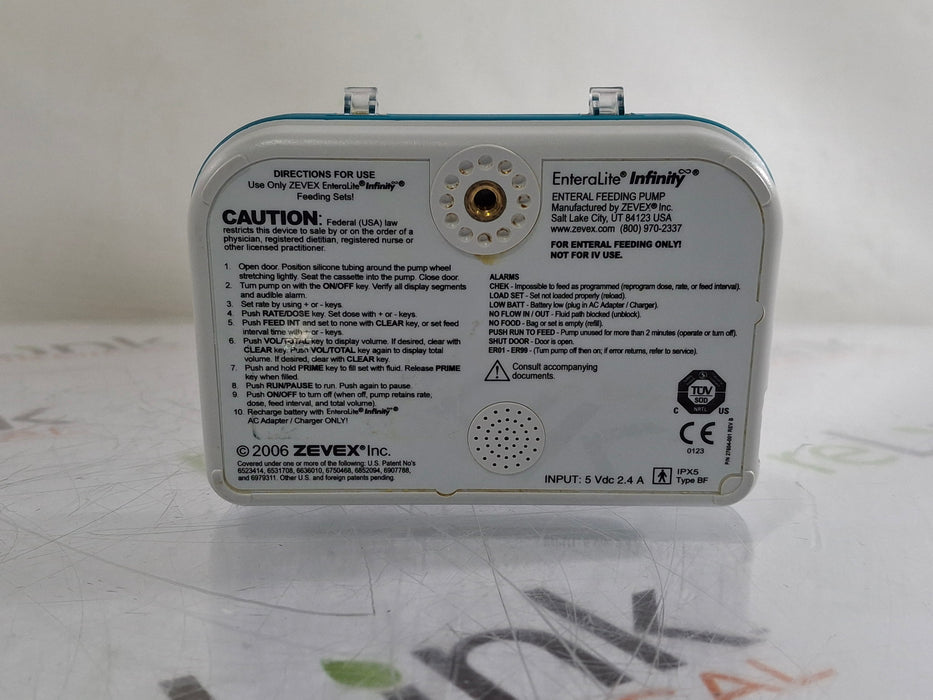 DIRECTIONS FOR USE
Use Only ZEVEX EnteraLite® Infinity®
Feeding Sets!
CAUTION: Federal (USA) law
restricts this device to sale by or on the order of a
physician, registered dietitian, registered nurse or
other licensed practitioner.
1. Open door. Position silicone tubing around the pump wheel
stretching lightly. Seat the cassette into the pump. Close door.
2. Turn pump on with the ON/OFF key. Verify all display segments
and audible alarm.
3. Set rate by using + or - keys.
4. Push RATE/DOSE key. Set dose with + or - keys.
5. Push FEED INT and set to none with CLEAR key, or set feed
interval time with + or - keys.
6. Push VOL/TOTAL key to display volume. If desired, clear with
CLEAR key. Push VOL/TOTAL key again to display total
volume. If desired, clear with CLEAR key.
7. Push and hold PRIME key to fill set with fluid. Release PRIME
key when filled.
8. Push RUN/PAUSE to run. Push again to pause.
9. Push ON/OFF to turn off (when off, pump retains rate,
dose, feed interval, and total volume).
10. Recharge battery with EnteraLite® Infinity®
AC Adapter / Charger ONLY!
© 2006 ZEVEX® Inc.
Covered under one or more of the following: U.S. Patent No's
6523414, 6531708, 6636010, 6750468, 6852094, 6907788,
and 6979311. Other U.S. and foreign patents pending.
EnteraLite® Infinity∞®
ENTERAL FEEDING PUMP
Manufactured by ZEVEX® Inc.
Salt Lake City, UT 84123 USA
www.zevex.com (800) 970-2337
FOR ENTERAL FEEDING ONLY!
NOT FOR IV USE.
ALARMS
CHEK - Impossible to feed as programmed (reprogram dose, rate, or feed interval).
LOAD SET - Set not loaded properly (reload).
LOW BATT - Battery low (plug in AC Adapter / Charger).
NO FLOW IN / OUT - Fluid path blocked (unblock).
NO FOOD - Bag or set is empty (refill).
PUSH RUN TO FEED - Pump unused for more than 2 minutes (operate or turn off).
SHUT DOOR - Door is open.
ER01 - ER99 - (Turn pump off then on; if error returns, refer to service).
Consult accompanying
documents.
TÜV
SÜD
NRTL
C US
CE
0123
P/N 27604-001 REV G
INPUT: 5 Vdc 2.4 A
IPX5
Type BF